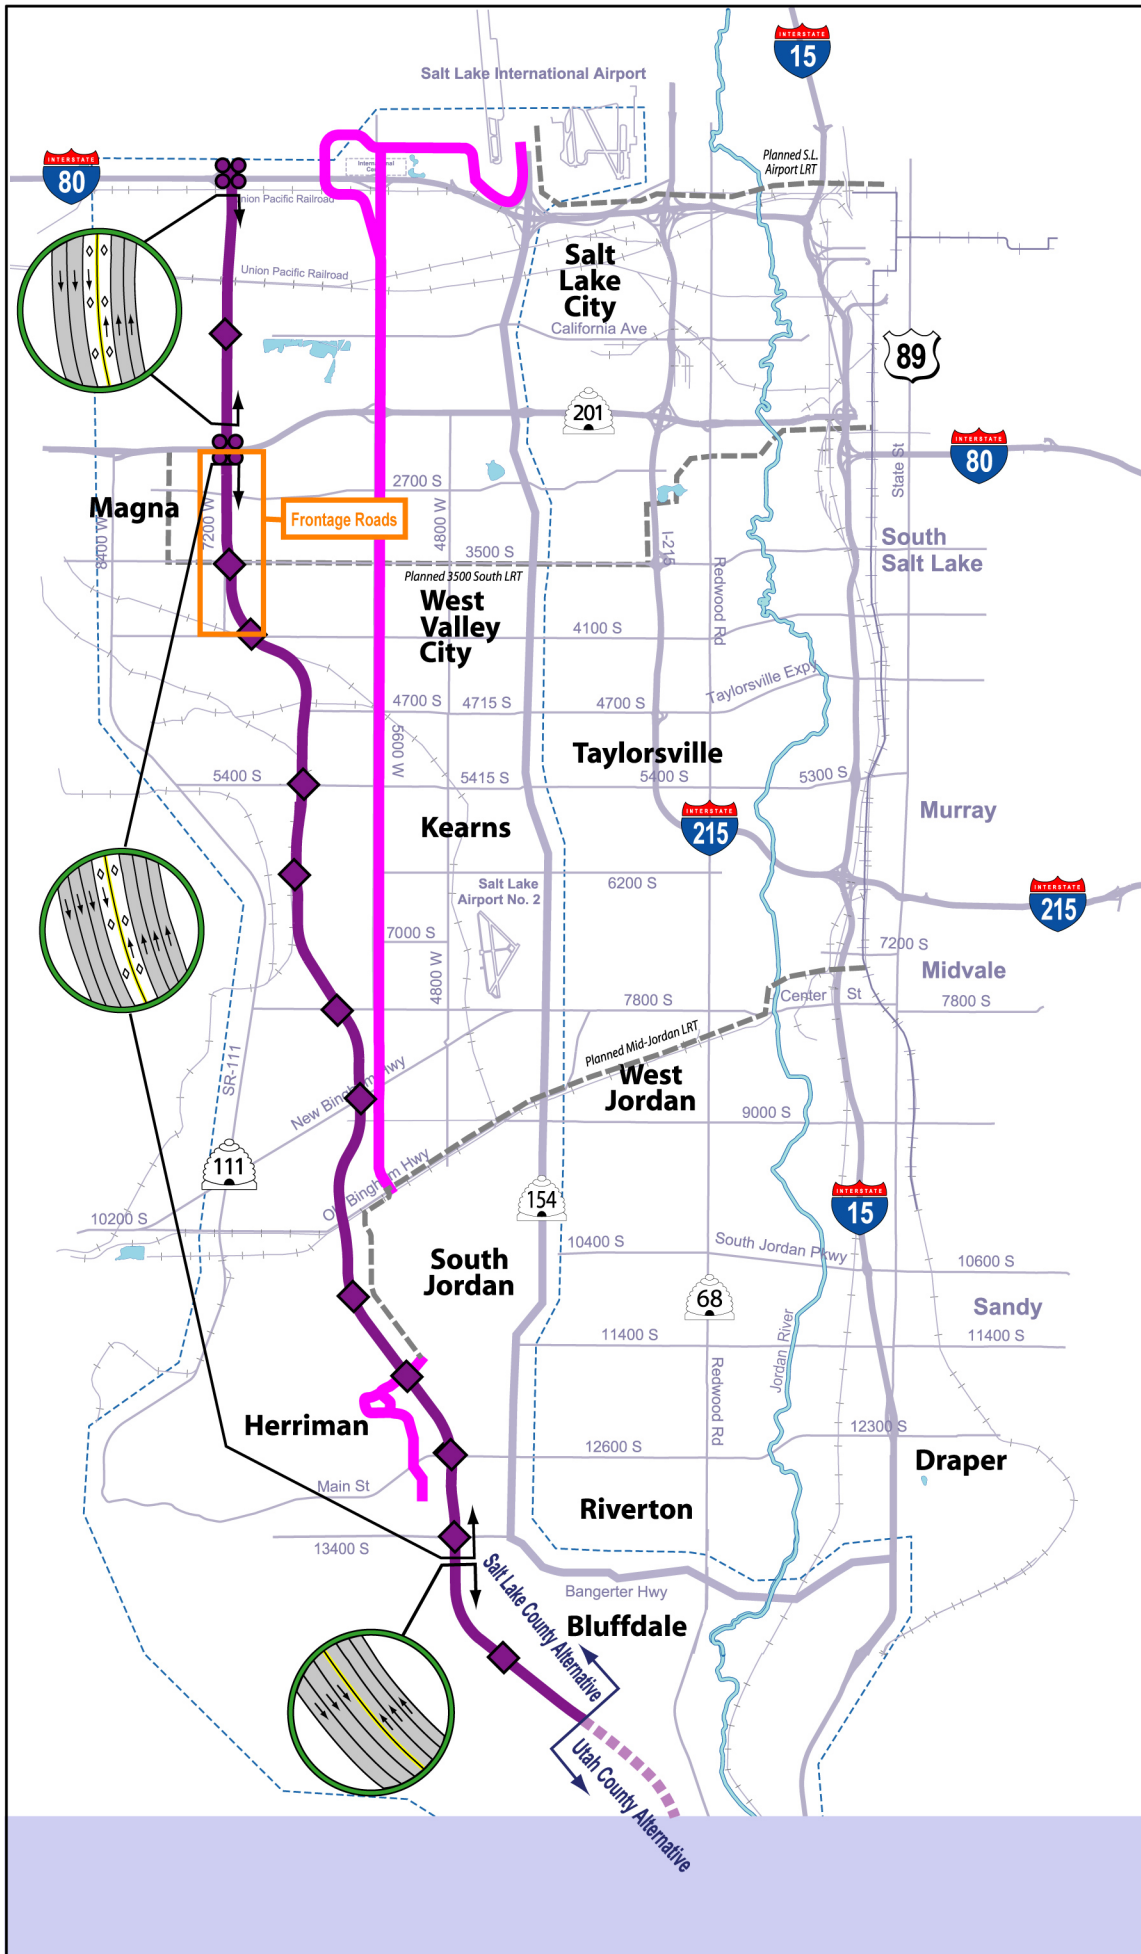 INTERSTATE
15
Salt Lake International Airport
Planned S.L.
Airport LRT
INTERSTATE
80
International
Center
Union Pacific Railroad
Union Pacific Railroad
Salt
Lake
City
California Ave
89
201
INTERSTATE
80
State St
2700 S
Magna
8400 W
7200 W
Frontage Roads
4800 W
3500 S
I-215
Redwood Rd
South
Salt Lake
Planned 3500 South LRT
West
Valley
City
4100 S
Taylorsville Expy
4700 S
4715 S
4700 S
5600 W
Taylorsville
5400 S
5415 S
5400 S
5300 S
Murray
Kearns
INTERSTATE
215
6200 S
Salt Lake
Airport No. 2
INTERSTATE
215
7000 S
4800 W
7200 S
Midvale
7800 S
Center St
7800 S
Planned Mid-Jordan LRT
SR-111
New Bingham Hwy
West
Jordan
9000 S
111
Old Bingham Hwy
154
INTERSTATE
15
10200 S
10400 S
South Jordan Pkwy
10600 S
South
Jordan
68
Sandy
11400 S
11400 S
Jordan River
Redwood Rd
Herriman
12300 S
12600 S
Draper
Main St
Riverton
13400 S
Salt Lake County Alternative
Bangerter Hwy
Bluffdale
Utah County Alternative